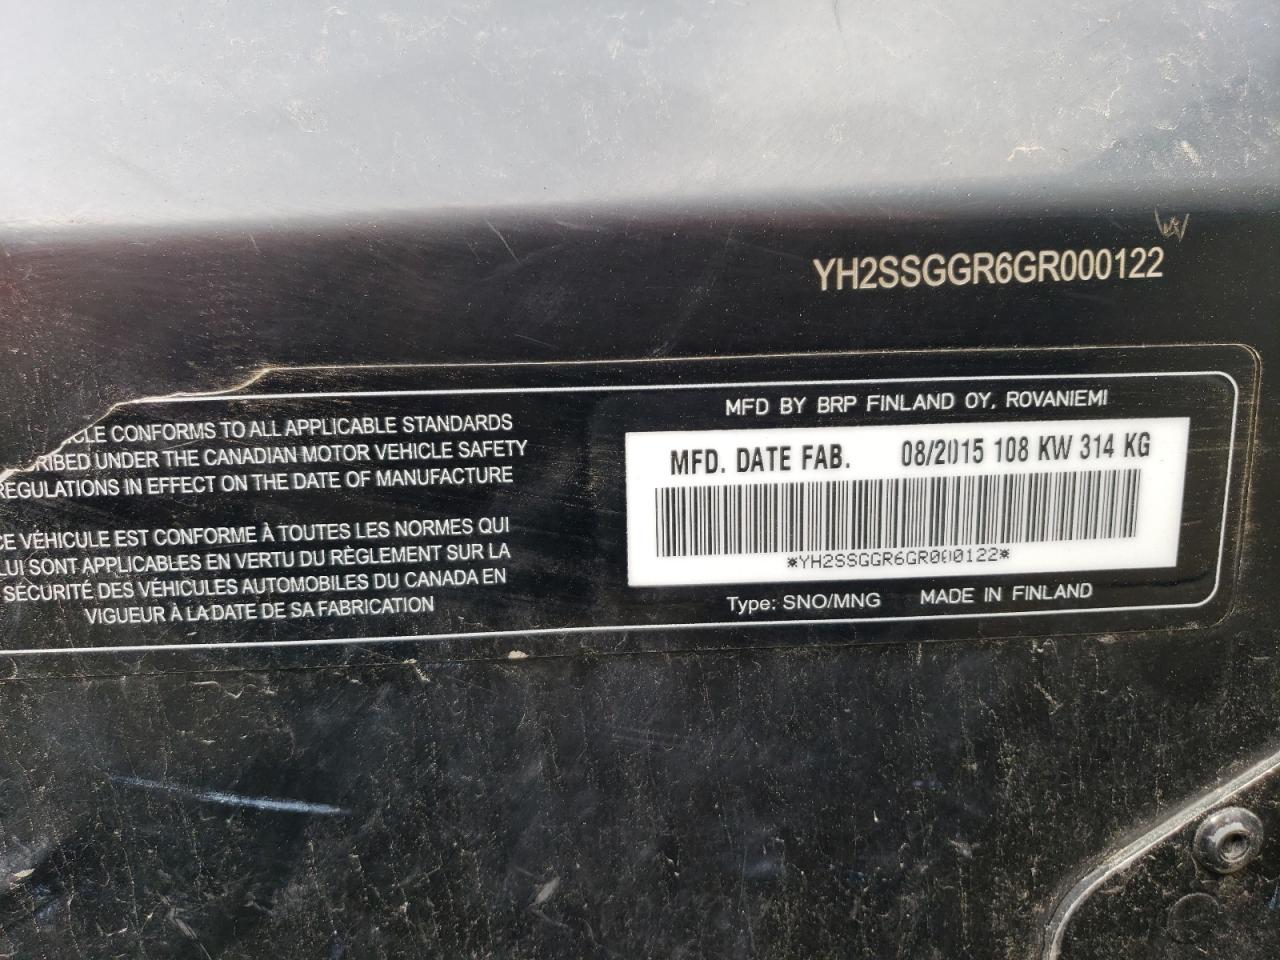 YH2SSGGR6GR000122
CLE CONFORMS TO ALL APPLICABLE STANDARDS
CRIBED UNDER THE CANADIAN MOTOR VEHICLE SAFETY
REGULATIONS IN EFFECT ON THE DATE OF MANUFACTURE
CE VÉHICULE EST CONFORME À TOUTES LES NORMES QUI
LUI SONT APPLICABLES EN VERTU DU RÈGLEMENT SUR LA
SÉCURITÉ DES VÉHICULES AUTOMOBILES DU CANADA EN
VIGUEUR À LA DATE DE SA FABRICATION
MFD BY BRP FINLAND OY, ROVANIEMI
MFD. DATE FAB. 08/2015 108 KW 314 KG
*YH2SSGGR6GR000122*
Type: SNO/MNG MADE IN FINLAND